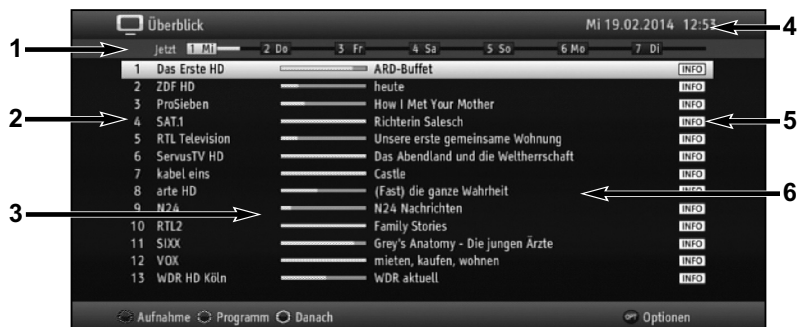 Überblick Mi 19.02.2014 12:53
Jetzt 1 Mi 2 Do 3 Fr 4 Sa 5 So 6 Mo 7 Di
1 Das Erste HD ARD-Buffet INFO
2 ZDF HD heute INFO
3 ProSieben How I Met Your Mother INFO
4 SAT.1 Richterin Salesch INFO
5 RTL Television Unsere erste gemeinsame Wohnung INFO
6 ServusTV HD Das Abendland und die Weltherrschaft INFO
7 kabel eins Castle INFO
8 arte HD (Fast) die ganze Wahrheit INFO
9 N24 N24 Nachrichten INFO
10 RTL2 Family Stories INFO
11 SIXX Grey's Anatomy - Die jungen Ärzte INFO
12 VOX mieten, kaufen, wohnen INFO
13 WDR HD Köln WDR aktuell INFO
Aufnahme Programm Danach OPT Optionen
1
2
3
4
5
6